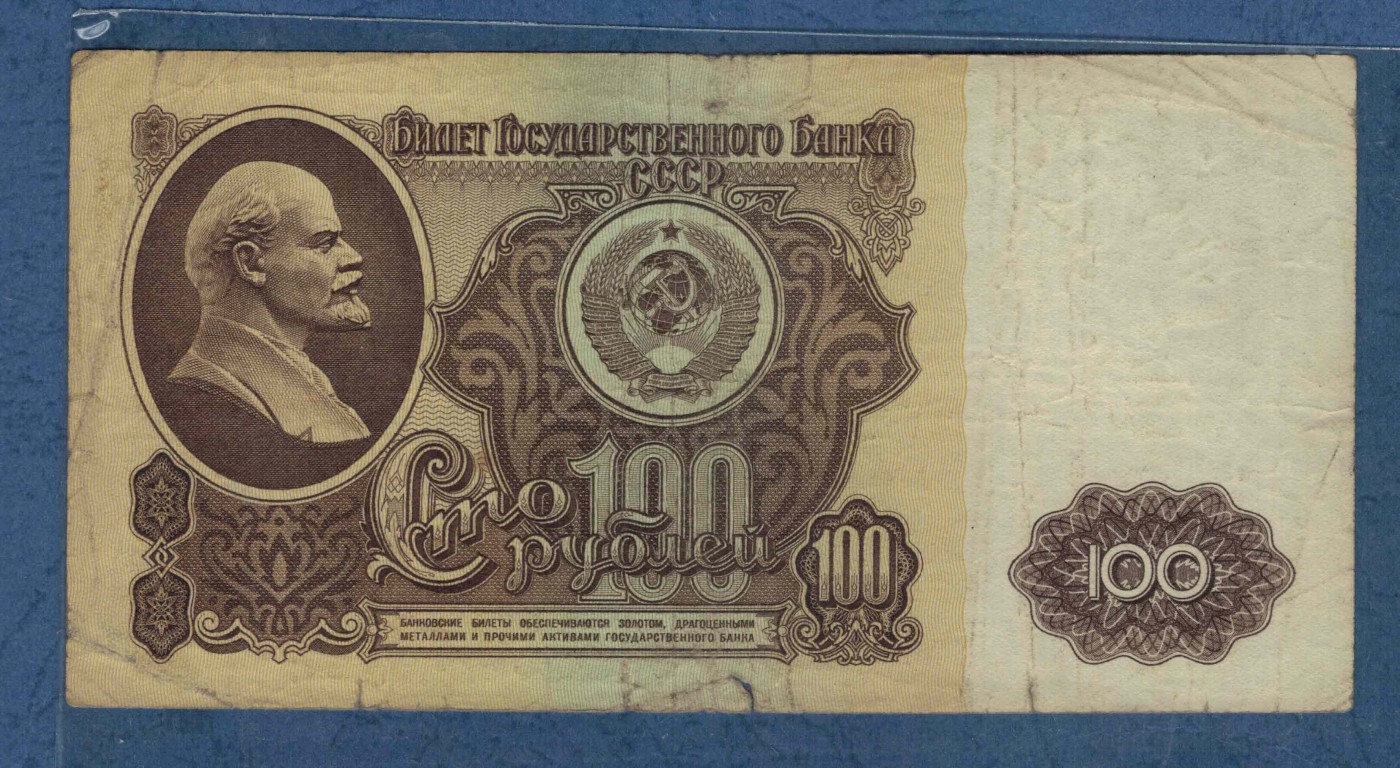 Билет Государственного Банка
СССР
100
Сто
рублей
100
100
БАНКОВСКИЕ БИЛЕТЫ ОБЕСПЕЧИВАЮТСЯ ЗОЛОТОМ, ДРАГОЦЕННЫМИ
МЕТАЛЛАМИ И ПРОЧИМИ АКТИВАМИ ГОСУДАРСТВЕННОГО БАНКА